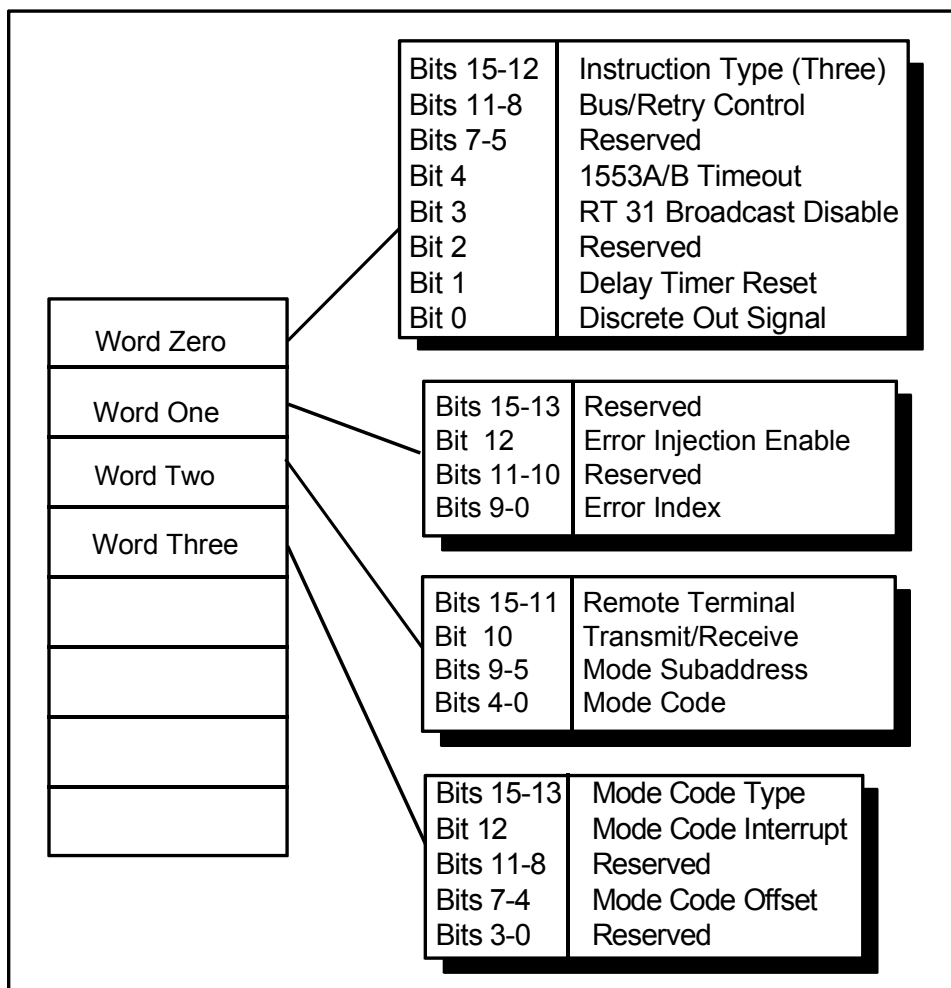 Bits 15-12 Instruction Type (Three)
Bits 11-8 Bus/Retry Control
Bits 7-5 Reserved
Bit 4 1553A/B Timeout
Bit 3 RT 31 Broadcast Disable
Bit 2 Reserved
Bit 1 Delay Timer Reset
Bit 0 Discrete Out Signal
Word Zero
Word One
Word Two
Word Three
Bits 15-13 Reserved
Bit 12 Error Injection Enable
Bits 11-10 Reserved
Bits 9-0 Error Index
Bits 15-11 Remote Terminal
Bit 10 Transmit/Receive
Bits 9-5 Mode Subaddress
Bits 4-0 Mode Code
Bits 15-13 Mode Code Type
Bit 12 Mode Code Interrupt
Bits 11-8 Reserved
Bits 7-4 Mode Code Offset
Bits 3-0 Reserved